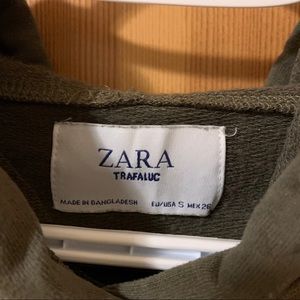 ZARA
TRAFALUC
MADE IN BANGLADESH EU/USA S MEX 26